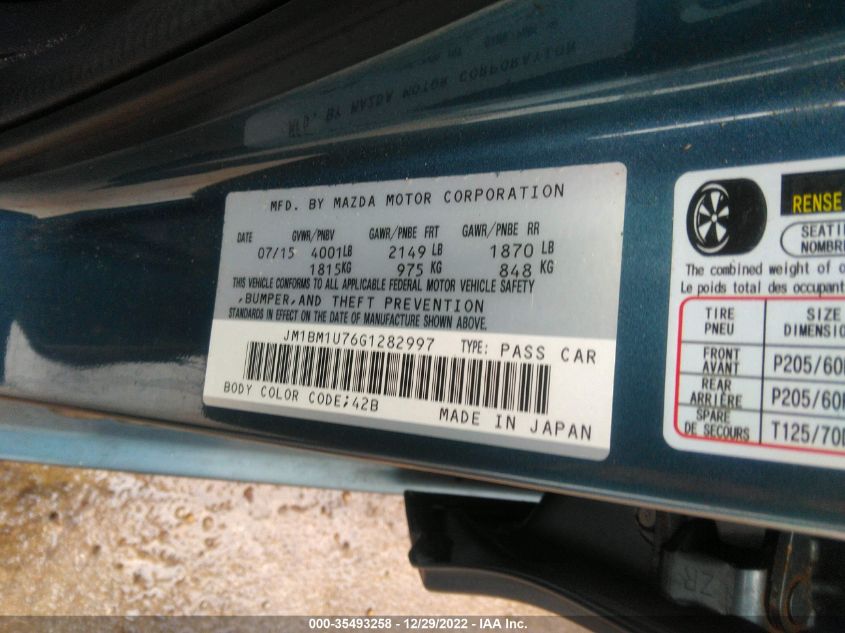 MFD. BY MAZDA MOTOR CORPORATION
DATE GVWR/PNBV GAWR/PNBE FRT GAWR/PNBE RR
07/15 4001LB 2149 LB 1870 LB
1815KG 975 KG 848 KG
THIS VEHICLE CONFORMS TO ALL APPLICABLE FEDERAL MOTOR VEHICLE SAFETY
,BUMPER,AND THEFT PREVENTION
STANDARDS IN EFFECT ON THE DATE OF MANUFACTURE SHOWN ABOVE.
JM1BM1U76G1282997 TYPE: PASS CAR
BODY COLOR CODE;42B
MADE IN JAPAN
RENSE
SEATI
NOMBR
The combined weight of o
Le poids total des occupant
TIRE SIZE
PNEU DIMENSIO
FRONT
AVANT P205/60
REAR
ARRIÈRE P205/60
SPARE
DE SECOURS T125/70
ZR
000-35493258 - 12/29/2022 - IAA Inc.